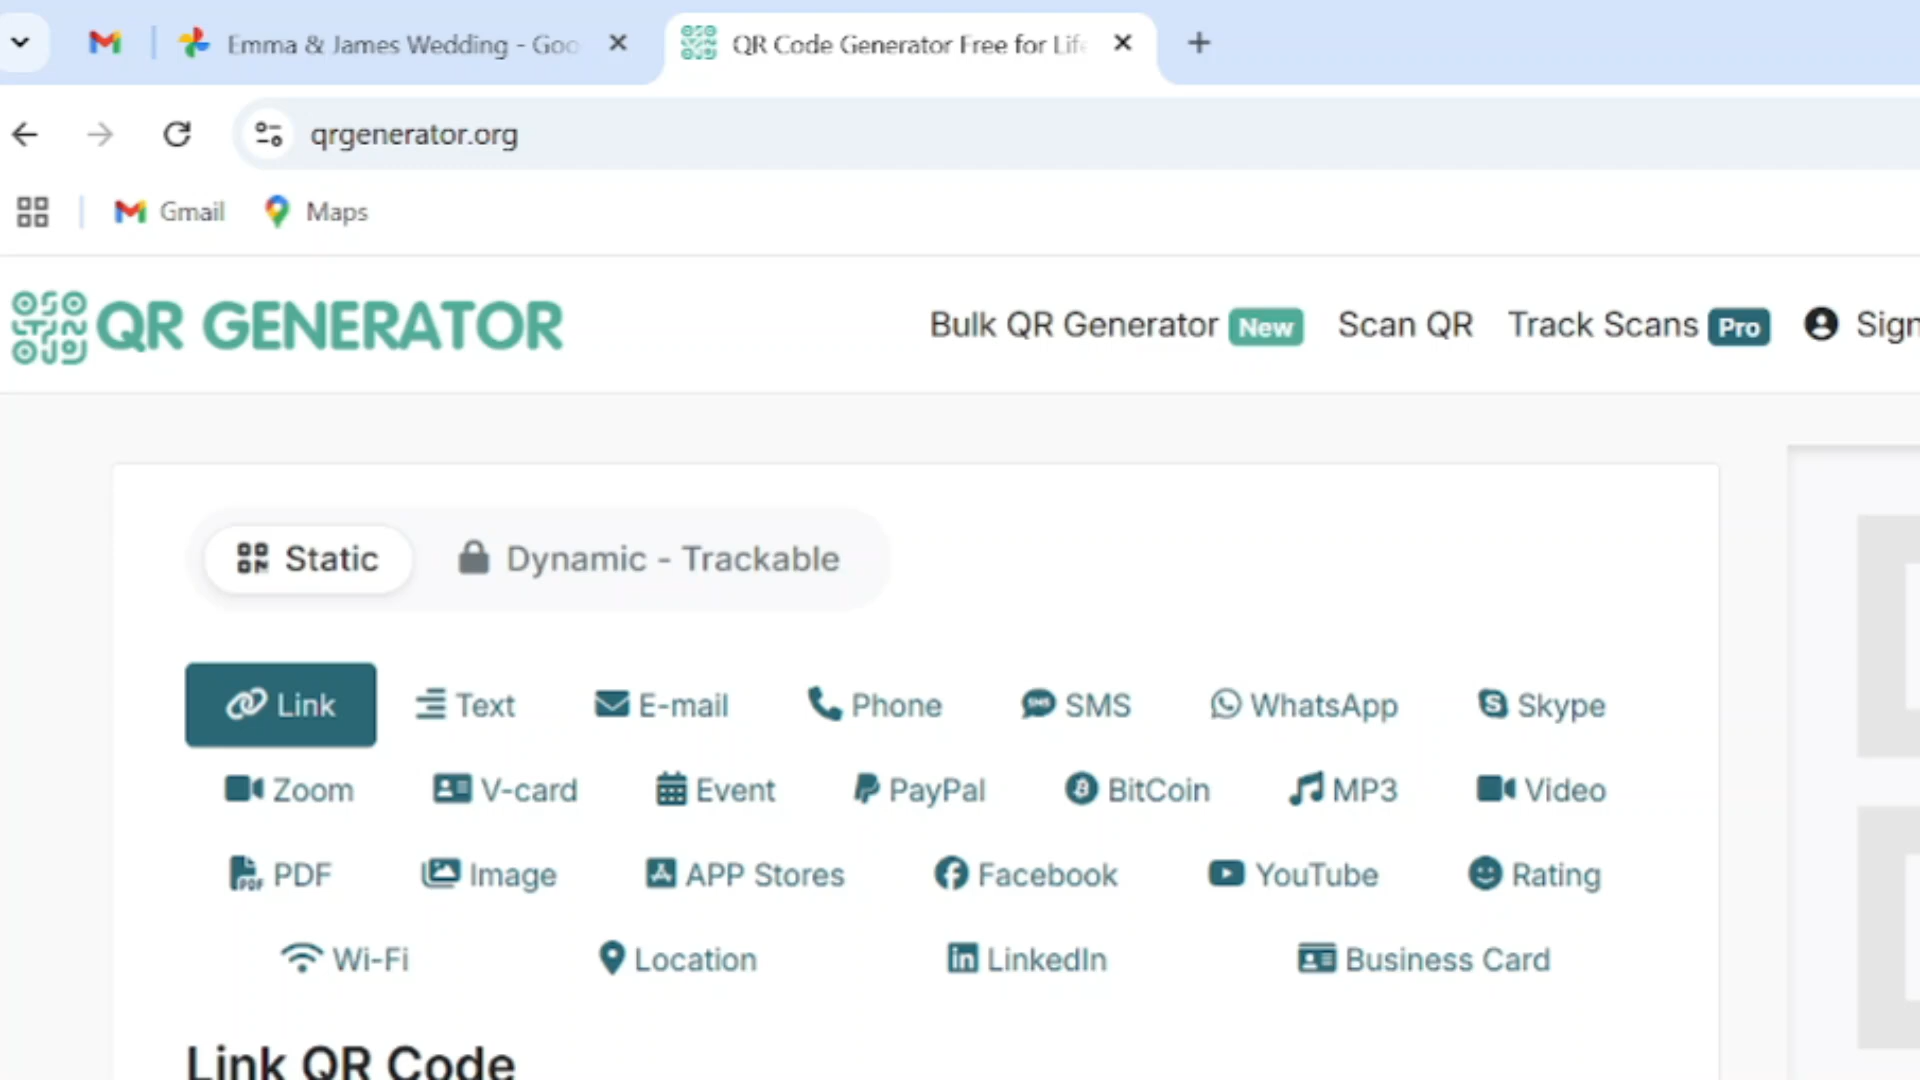 Emma & James Wedding - Goo
QR Code Generator Free for Life
qrgenerator.org
Gmail
Maps
QR GENERATOR
Bulk QR Generator New
Scan QR
Track Scans Pro
Sign
Static
Dynamic - Trackable
Link
Text
E-mail
Phone
SMS
WhatsApp
Skype
Zoom
V-card
Event
PayPal
BitCoin
MP3
Video
PDF
Image
APP Stores
Facebook
YouTube
Rating
Wi-Fi
Location
LinkedIn
Business Card
Link QR Code